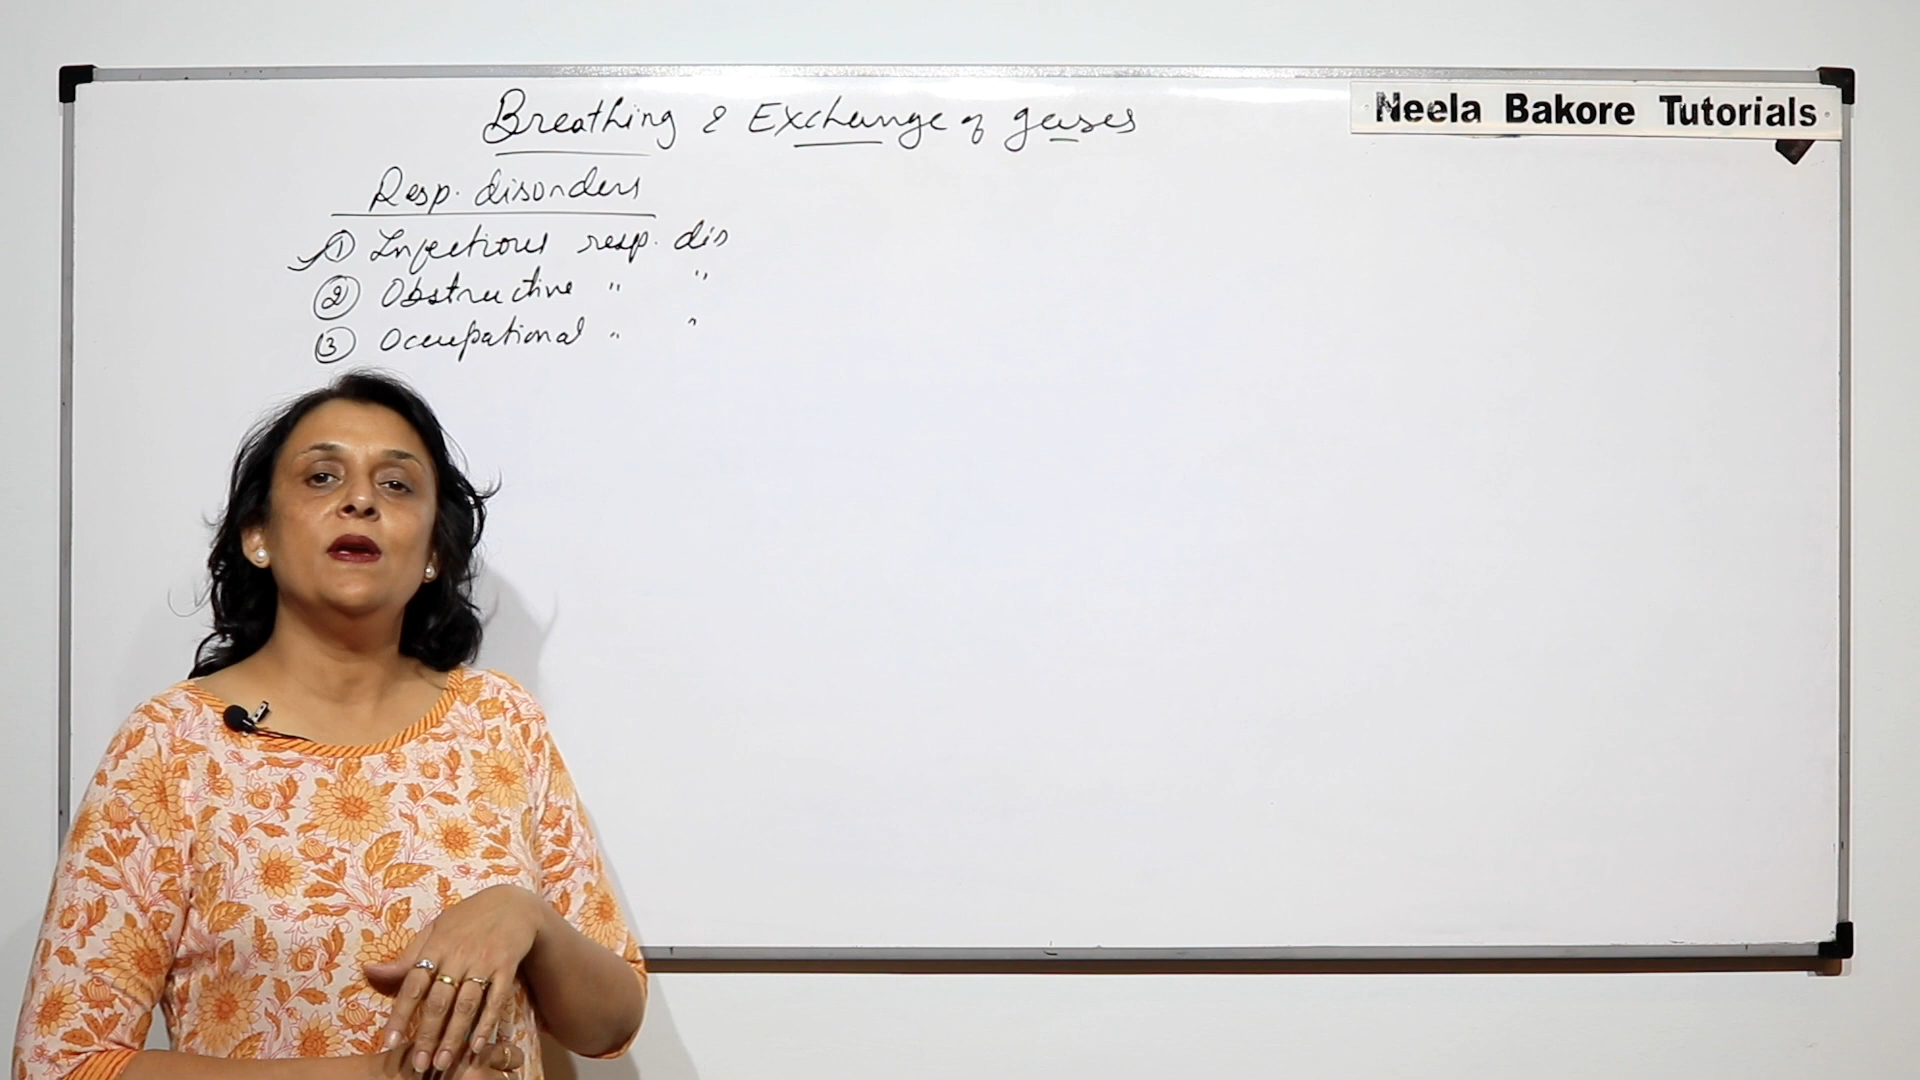 Breathing & Exchange of gases
Neela Bakore Tutorials
Resp. disorders
① Infectious resp. dis
② Obstructive " "
③ Occupational " "